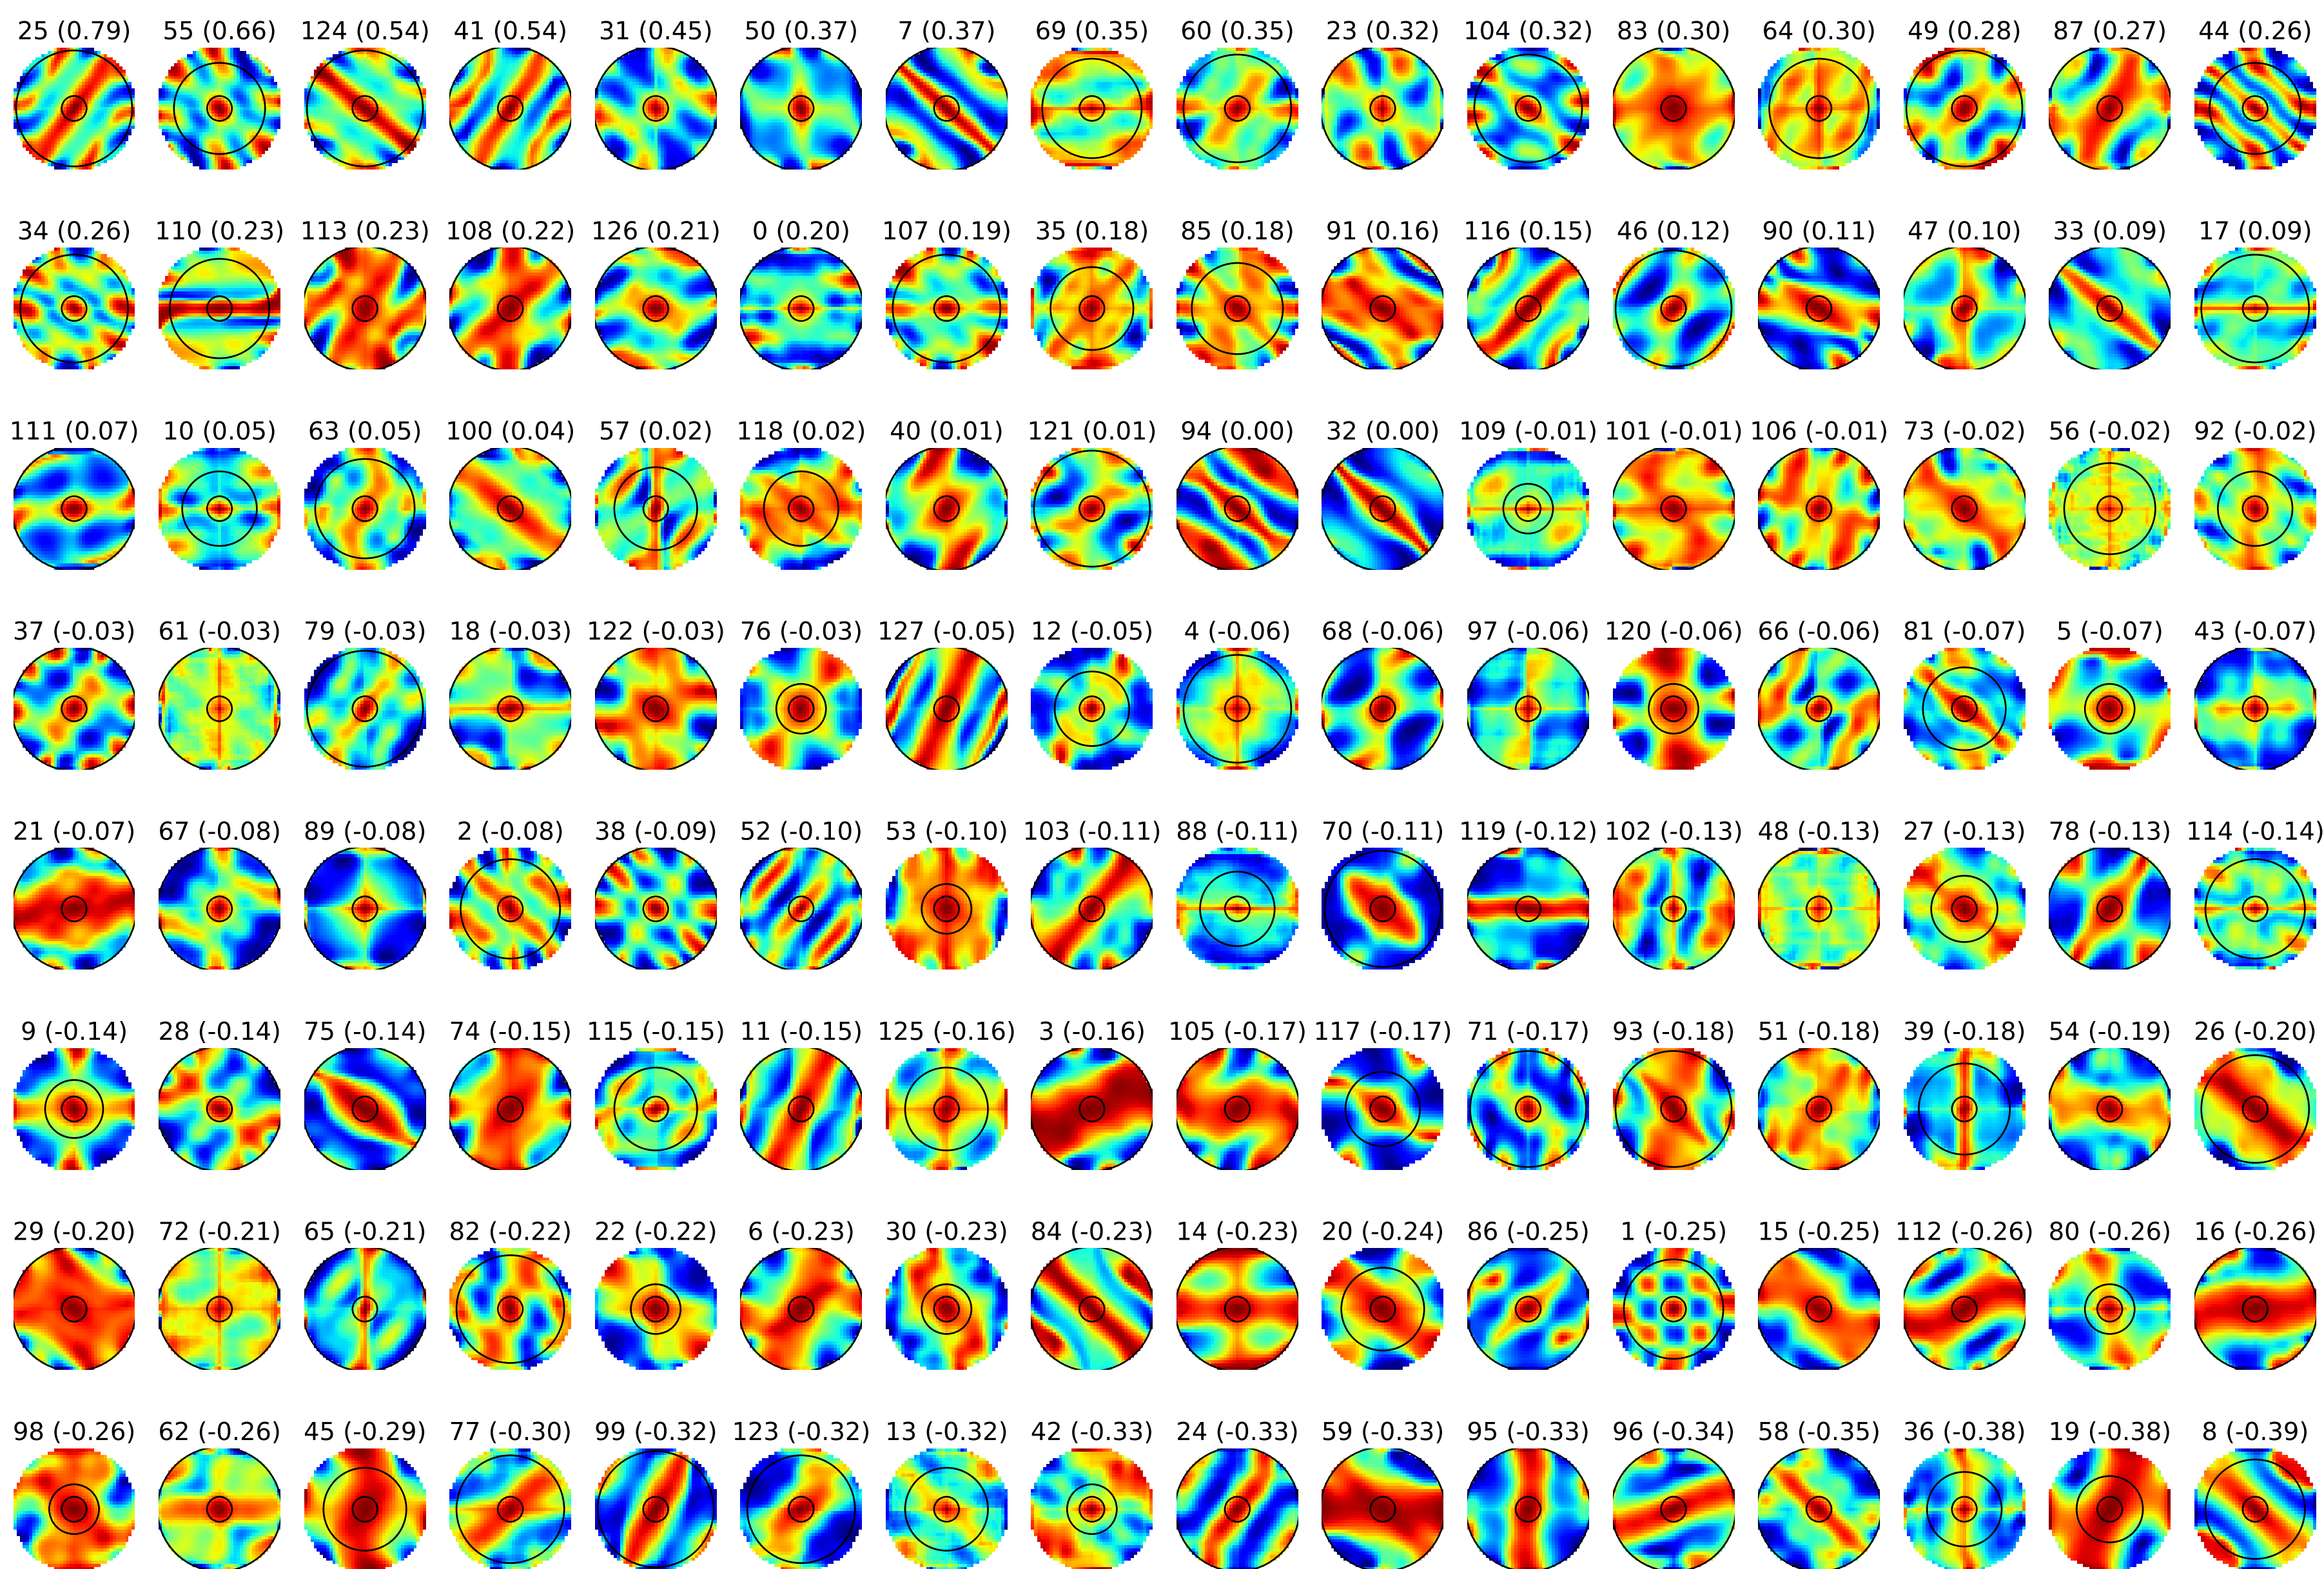 25 (0.79) 55 (0.66) 124 (0.54) 41 (0.54) 31 (0.45) 50 (0.37) 7 (0.37) 69 (0.35) 60 (0.35) 23 (0.32) 104 (0.32) 83 (0.30) 64 (0.30) 49 (0.28) 87 (0.27) 44 (0.26)
34 (0.26) 110 (0.23) 113 (0.23) 108 (0.22) 126 (0.21) 0 (0.20) 107 (0.19) 35 (0.18) 85 (0.18) 91 (0.16) 116 (0.15) 46 (0.12) 90 (0.11) 47 (0.10) 33 (0.09) 17 (0.09)
111 (0.07) 10 (0.05) 63 (0.05) 100 (0.04) 57 (0.02) 118 (0.02) 40 (0.01) 121 (0.01) 94 (0.00) 32 (0.00) 109 (-0.01) 101 (-0.01) 106 (-0.01) 73 (-0.02) 56 (-0.02) 92 (-0.02)
37 (-0.03) 61 (-0.03) 79 (-0.03) 18 (-0.03) 122 (-0.03) 76 (-0.03) 127 (-0.05) 12 (-0.05) 4 (-0.06) 68 (-0.06) 97 (-0.06) 120 (-0.06) 66 (-0.06) 81 (-0.07) 5 (-0.07) 43 (-0.07)
21 (-0.07) 67 (-0.08) 89 (-0.08) 2 (-0.08) 38 (-0.09) 52 (-0.10) 53 (-0.10) 103 (-0.11) 88 (-0.11) 70 (-0.11) 119 (-0.12) 102 (-0.13) 48 (-0.13) 27 (-0.13) 78 (-0.13) 114 (-0.14)
9 (-0.14) 28 (-0.14) 75 (-0.14) 74 (-0.15) 115 (-0.15) 11 (-0.15) 125 (-0.16) 3 (-0.16) 105 (-0.17) 117 (-0.17) 71 (-0.17) 93 (-0.18) 51 (-0.18) 39 (-0.18) 54 (-0.19) 26 (-0.20)
29 (-0.20) 72 (-0.21) 65 (-0.21) 82 (-0.22) 22 (-0.22) 6 (-0.23) 30 (-0.23) 84 (-0.23) 14 (-0.23) 20 (-0.24) 86 (-0.25) 1 (-0.25) 15 (-0.25) 112 (-0.26) 80 (-0.26) 16 (-0.26)
98 (-0.26) 62 (-0.26) 45 (-0.29) 77 (-0.30) 99 (-0.32) 123 (-0.32) 13 (-0.32) 42 (-0.33) 24 (-0.33) 59 (-0.33) 95 (-0.33) 96 (-0.34) 58 (-0.35) 36 (-0.38) 19 (-0.38) 8 (-0.39)